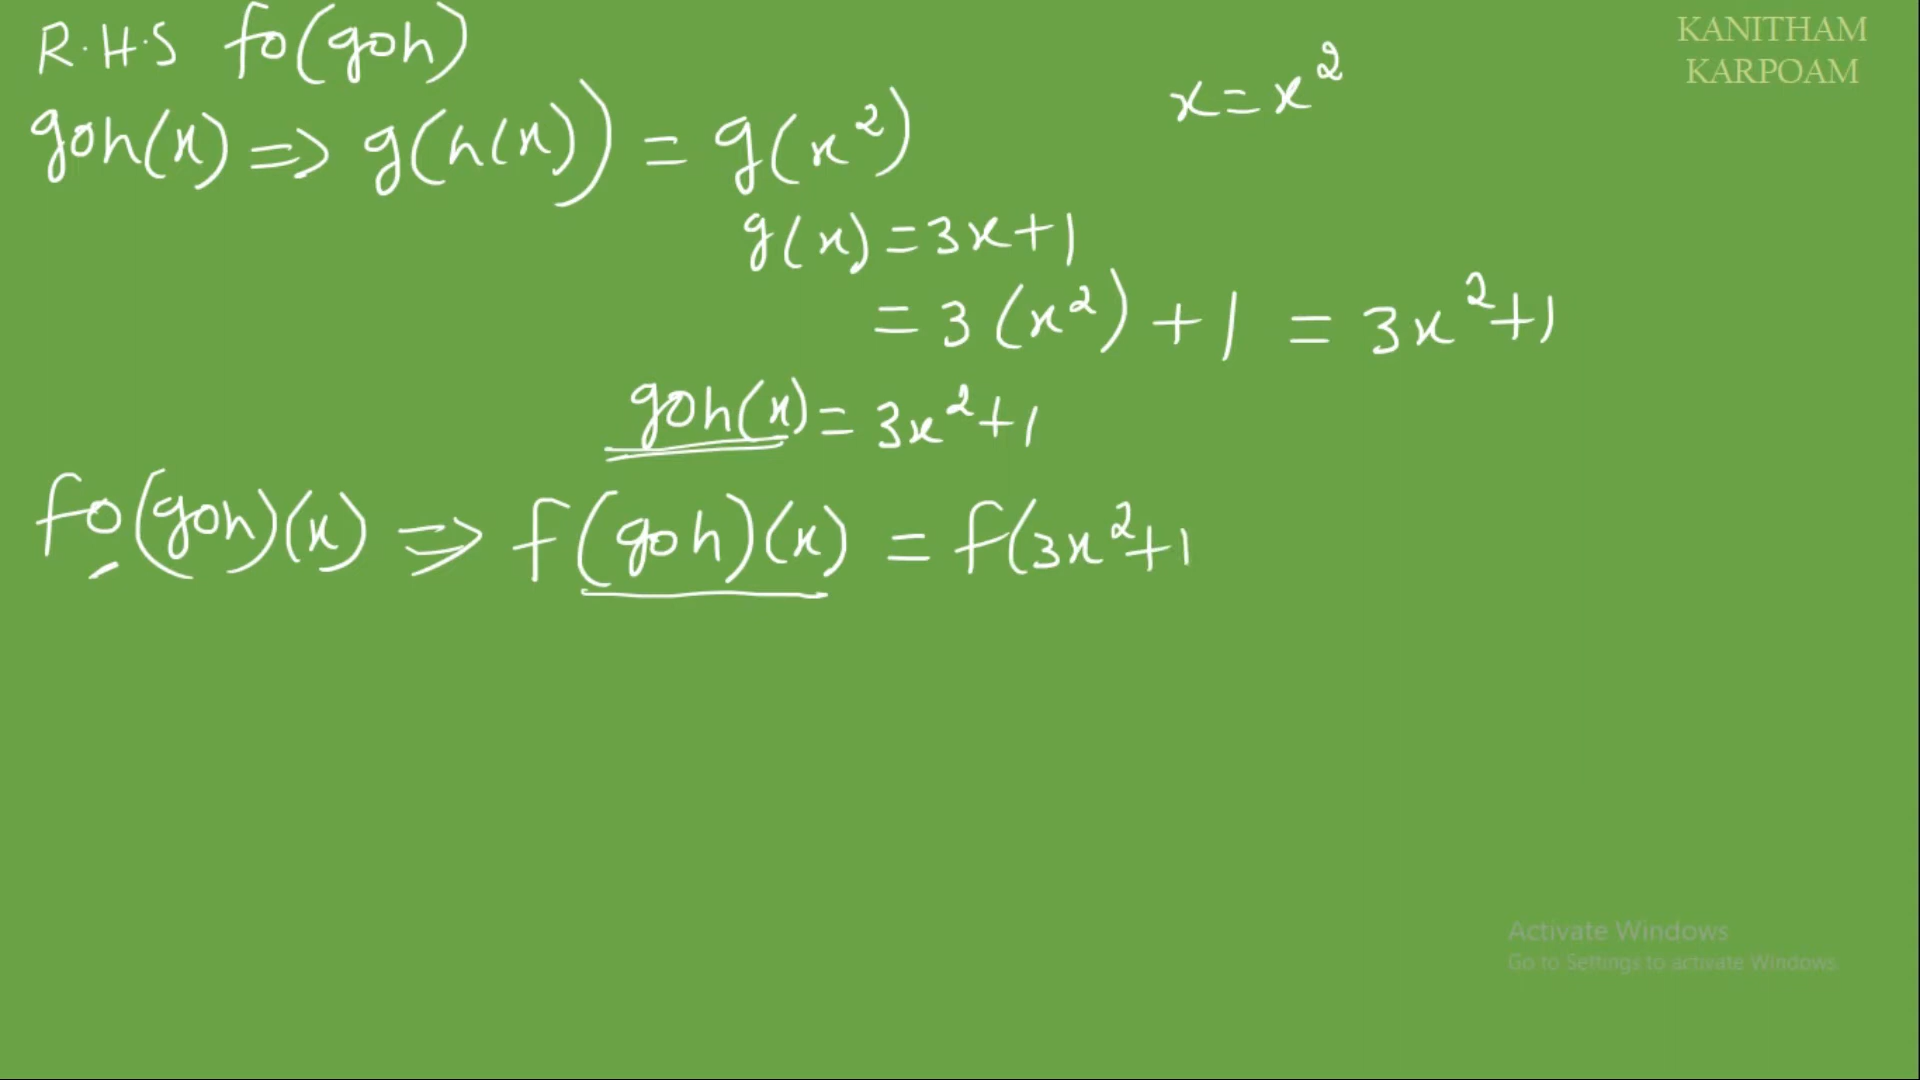 R.H.S fo(goh)
KANITHAM
KARPOAM
x=x²
goh(x) => g(h(x)) = g(x²)
g(x) = 3x+1
= 3(x²) + 1 = 3x²+1
goh(x) = 3x²+1
fo(goh)(x) => f(goh)(x) = f(3x²+1
Activate Windows
Go to Settings to activate Windows